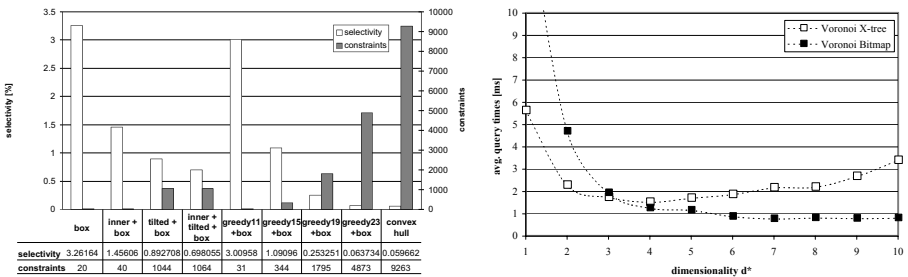 3.5
3
2.5
2
1.5
1
0.5
0
selectivity [%]
10000
9000
8000
7000
6000
5000
4000
3000
2000
1000
0
constraints
selectivity
constraints
box
inner + box
tilted + box
inner + tilted + box
greedy11 +box
greedy15 +box
greedy19 +box
greedy23 +box
convex hull
selectivity 3.26164 1.45606 0.892708 0.698055 3.00958 1.09096 0.253251 0.063734 0.059662
constraints 20 40 1044 1064 31 344 1795 4873 9263
10
9
8
7
6
5
4
3
2
1
0
avg. query times [ms]
Voronoi X-tree
Voronoi Bitmap
1 2 3 4 5 6 7 8 9 10
dimensionality d*